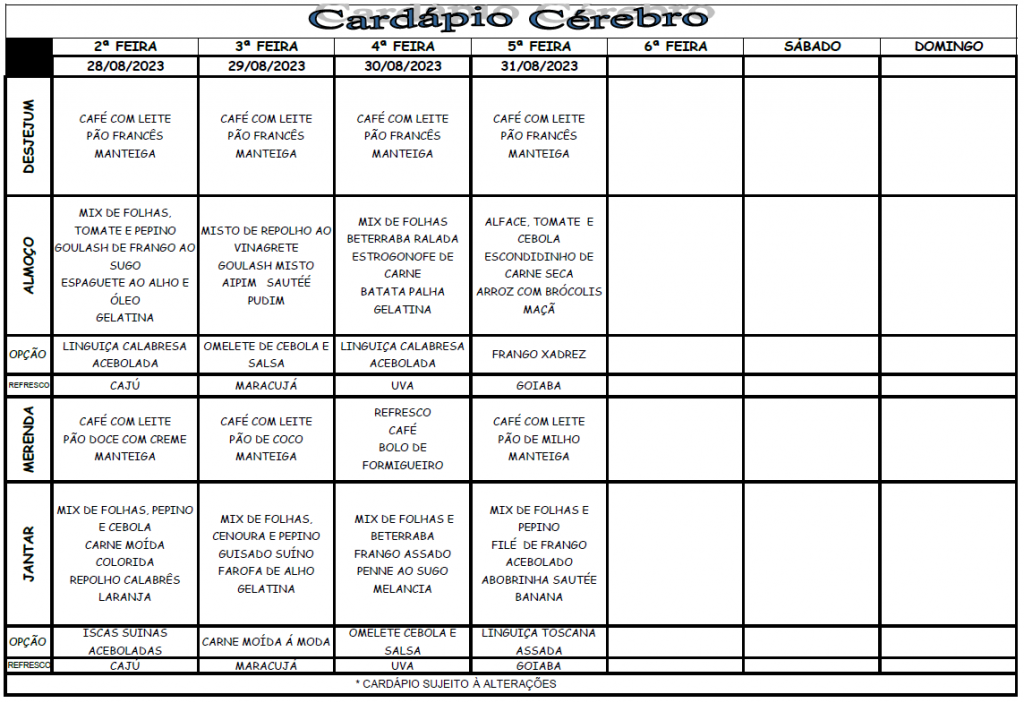 Cardápio Cérebro
2ª FEIRA 3ª FEIRA 4ª FEIRA 5ª FEIRA 6ª FEIRA SÁBADO DOMINGO
28/08/2023 29/08/2023 30/08/2023 31/08/2023
DESJEJUM
CAFÉ COM LEITE
PÃO FRANCÊS
MANTEIGA
CAFÉ COM LEITE
PÃO FRANCÊS
MANTEIGA
CAFÉ COM LEITE
PÃO FRANCÊS
MANTEIGA
CAFÉ COM LEITE
PÃO FRANCÊS
MANTEIGA
ALMOÇO
MIX DE FOLHAS,
TOMATE E PEPINO
GOULASH DE FRANGO AO
SUGO
ESPAGUETE AO ALHO E
ÓLEO
GELATINA
MISTO DE REPOLHO AO
VINAGRETE
GOULASH MISTO
AIPIM SAUTÉÉ
PUDIM
MIX DE FOLHAS
BETERRABA RALADA
ESTROGONOFE DE
CARNE
BATATA PALHA
GELATINA
ALFACE, TOMATE E
CEBOLA
ESCONDIDINHO DE
CARNE SECA
ARROZ COM BRÓCOLIS
MAÇÃ
OPÇÃO
LINGUIÇA CALABRESA
ACEBOLADA
OMELETE DE CEBOLA E
SALSA
LINGUIÇA CALABRESA
ACEBOLADA
FRANGO XADREZ
REFRESCO CAJÚ MARACUJÁ UVA GOIABA
MERENDA
CAFÉ COM LEITE
PÃO DOCE COM CREME
MANTEIGA
CAFÉ COM LEITE
PÃO DE COCO
MANTEIGA
REFRESCO
CAFÉ
BOLO DE
FORMIGUEIRO
CAFÉ COM LEITE
PÃO DE MILHO
MANTEIGA
JANTAR
MIX DE FOLHAS, PEPINO
E CEBOLA
CARNE MOÍDA
COLORIDA
REPOLHO CALABRÊS
LARANJA
MIX DE FOLHAS,
CENOURA E PEPINO
GUISADO SUÍNO
FAROFA DE ALHO
GELATINA
MIX DE FOLHAS E
BETERRABA
FRANGO ASSADO
PENNE AO SUGO
MELANCIA
MIX DE FOLHAS E
PEPINO
FILÉ DE FRANGO
ACEBOLADO
ABOBRINHA SAUTÉE
BANANA
OPÇÃO
ISCAS SUÍNAS
ACEBOLADAS
CARNE MOÍDA Á MODA
OMELETE CEBOLA E
SALSA
LINGUIÇA TOSCANA
ASSADA
REFRESCO CAJÚ MARACUJÁ UVA GOIABA
* CARDÁPIO SUJEITO À ALTERAÇÕES